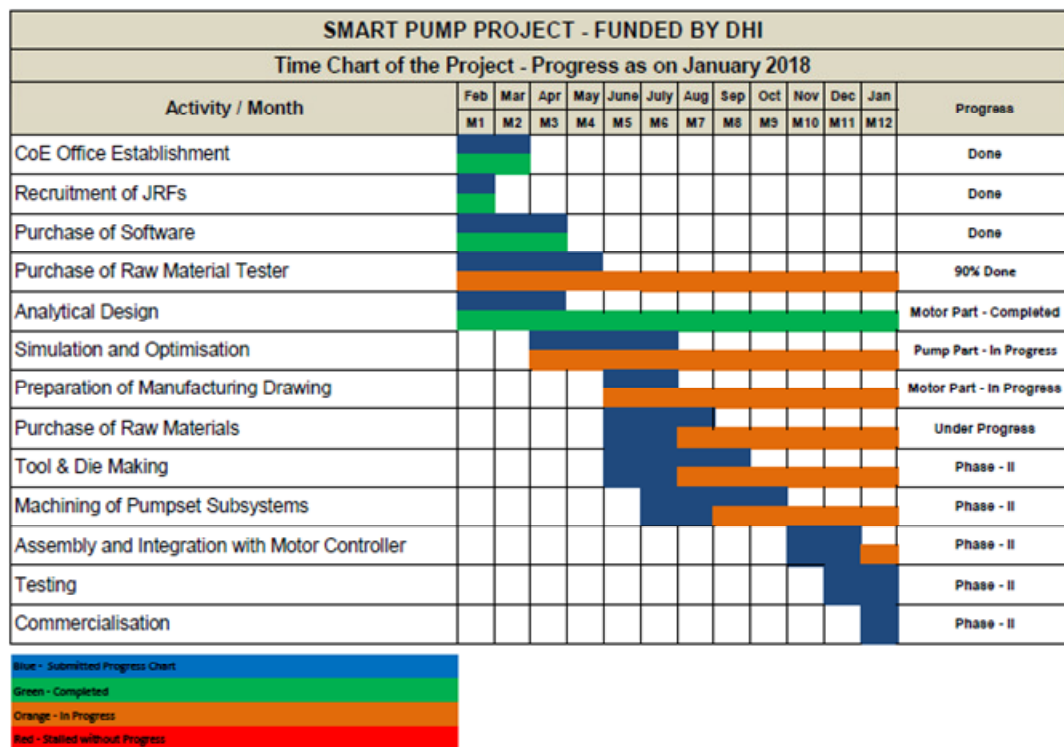 SMART PUMP PROJECT - FUNDED BY DHI
Time Chart of the Project - Progress as on January 2018
Activity / Month Feb Mar Apr May June July Aug Sep Oct Nov Dec Jan Progress
M1 M2 M3 M4 M5 M6 M7 M8 M9 M10 M11 M12
CoE Office Establishment Done
Recruitment of JRFs Done
Purchase of Software Done
Purchase of Raw Material Tester 90% Done
Analytical Design Motor Part - Completed
Simulation and Optimisation Pump Part - In Progress
Preparation of Manufacturing Drawing Motor Part - In Progress
Purchase of Raw Materials Under Progress
Tool & Die Making Phase - II
Machining of Pumpset Subsystems Phase - II
Assembly and Integration with Motor Controller Phase - II
Testing Phase - II
Commercialisation Phase - II
Blue - Submitted Progress Chart
Green - Completed
Orange - In Progress
Red - Stalled without Progress